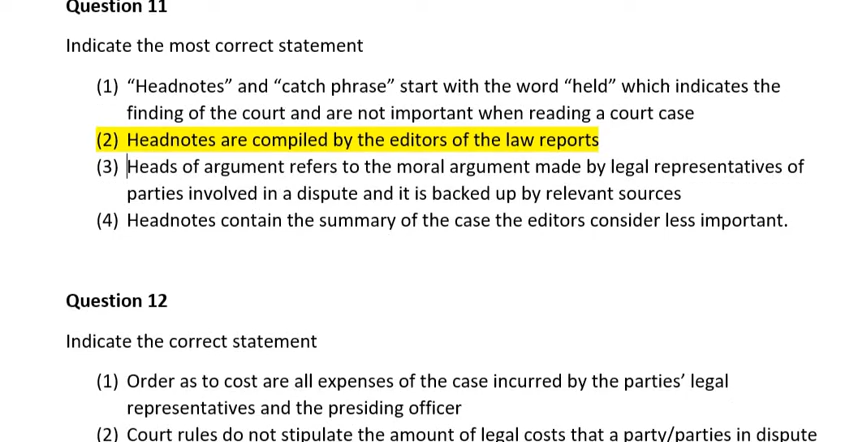 Question 11
Indicate the most correct statement
(1) “Headnotes” and “catch phrase” start with the word “held” which indicates the
finding of the court and are not important when reading a court case
(2) Headnotes are compiled by the editors of the law reports
(3) Heads of argument refers to the moral argument made by legal representatives of
parties involved in a dispute and it is backed up by relevant sources
(4) Headnotes contain the summary of the case the editors consider less important.
Question 12
Indicate the correct statement
(1) Order as to cost are all expenses of the case incurred by the parties’ legal
representatives and the presiding officer
(2) Court rules do not stipulate the amount of legal costs that a party/parties in dispute